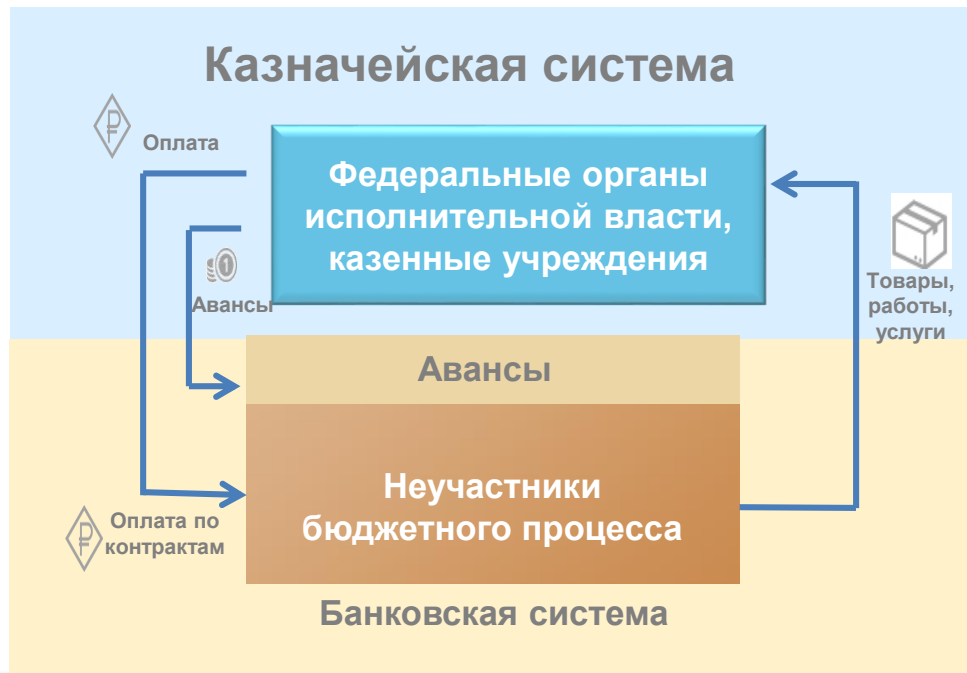 Казначейская система
Оплата
Федеральные органы
исполнительной власти,
казенные учреждения
1
Авансы
Товары,
работы,
услуги
Авансы
Неучастники
бюджетного процесса
Оплата по
контрактам
Банковская система